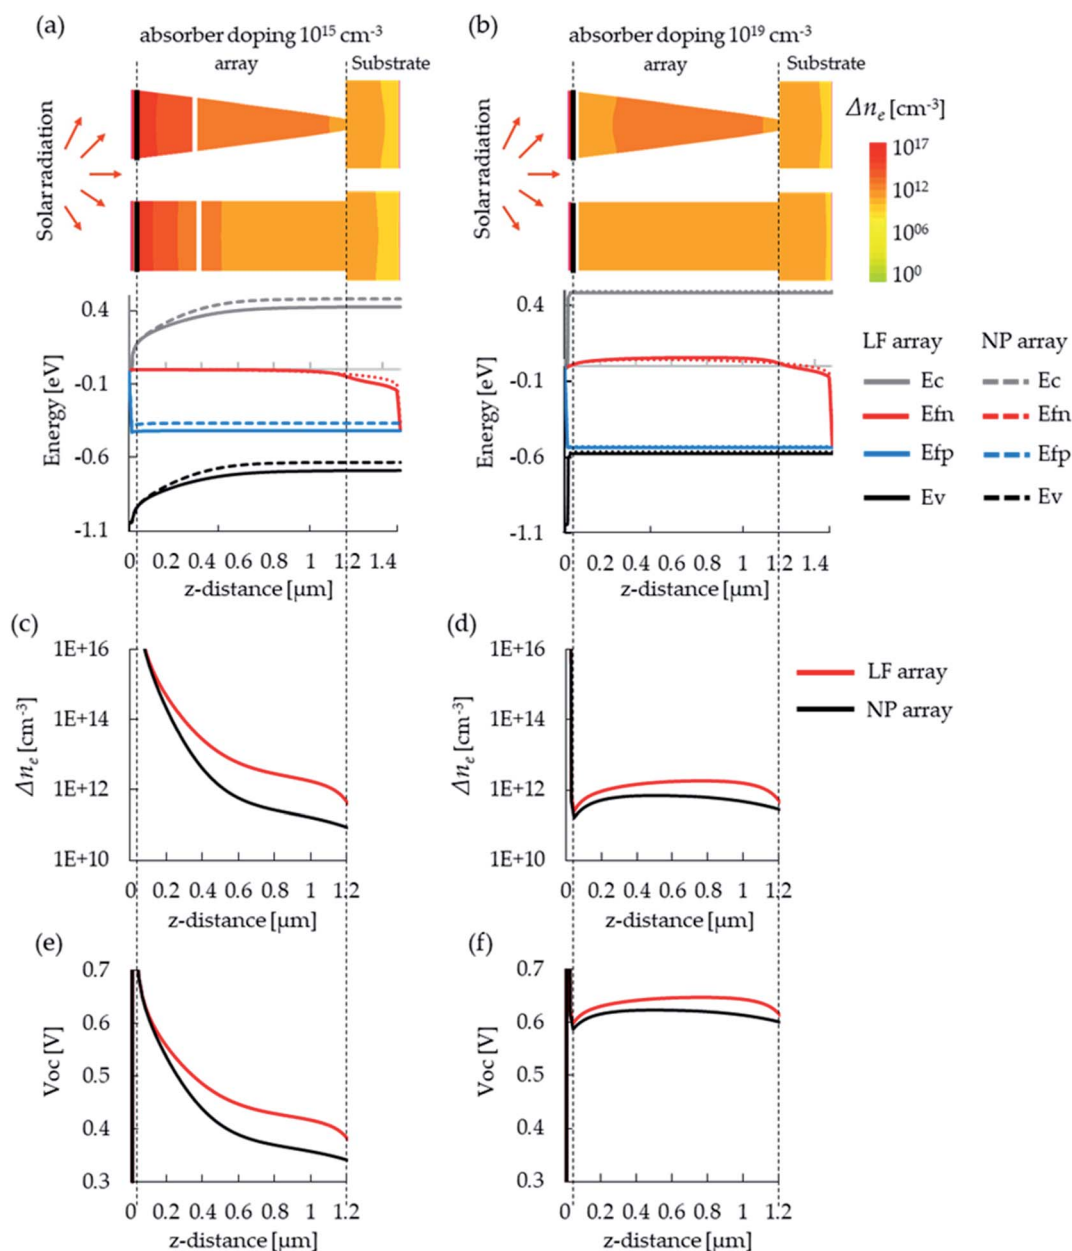 (a)
absorber doping 10¹⁵ cm⁻³
array
Substrate
Solar radiation
(b)
absorber doping 10¹⁹ cm⁻³
array
Substrate
Solar radiation
Δnₑ [cm⁻³]
10¹⁷
10¹²
10⁰⁶
10⁰
0.4
-0.1
-0.6
-1.1
Energy [eV]
0 0.2 0.4 0.6 0.8 1 1.2 1.4
z-distance [μm]
0.4
-0.1
-0.6
-1.1
Energy [eV]
0 0.2 0.4 0.6 0.8 1 1.2 1.4
z-distance [μm]
LF array NP array
Ec Ec
Efn Efn
Efp Efp
Ev Ev
(c)
1E+16
1E+14
1E+12
1E+10
Δnₑ [cm⁻³]
0 0.2 0.4 0.6 0.8 1 1.2
z-distance [μm]
(d)
1E+16
1E+14
1E+12
1E+10
Δnₑ [cm⁻³]
0 0.2 0.4 0.6 0.8 1 1.2
z-distance [μm]
LF array
NP array
(e)
0.7
0.6
0.5
0.4
0.3
Voc [V]
0 0.2 0.4 0.6 0.8 1 1.2
z-distance [μm]
(f)
0.7
0.6
0.5
0.4
0.3
Voc [V]
0 0.2 0.4 0.6 0.8 1 1.2
z-distance [μm]